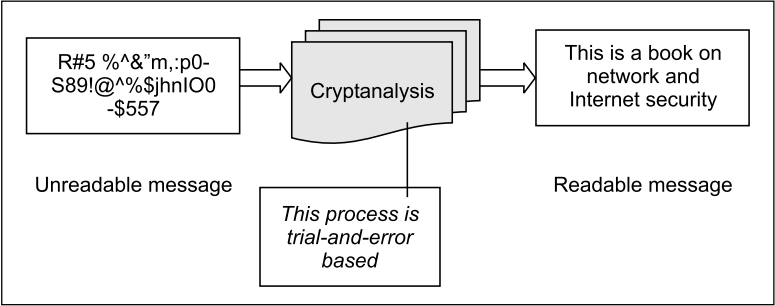 R#5 %^&”m,:p0-
S89!@^%$jhnIO0
-$557
Cryptanalysis
This is a book on
network and
Internet security
Unreadable message
Readable message
This process is
trial-and-error
based